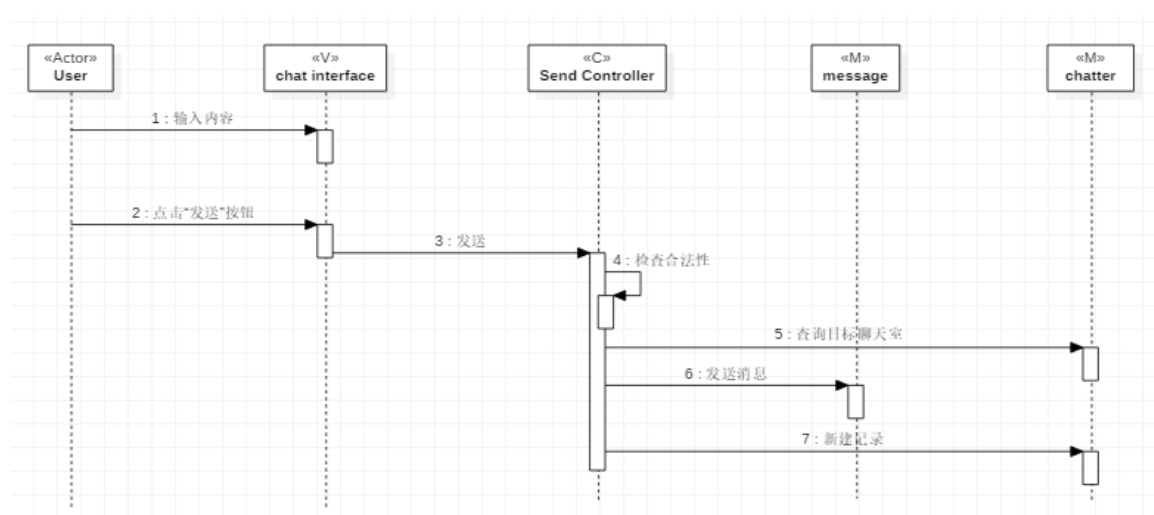 «Actor»
User
«V»
chat interface
«C»
Send Controller
«M»
message
«M»
chatter
1 : 输入内容
2 : 点击“发送”按钮
3 : 发送
4 : 检查合法性
5 : 查询目标聊天室
6 : 发送消息
7 : 新建记录